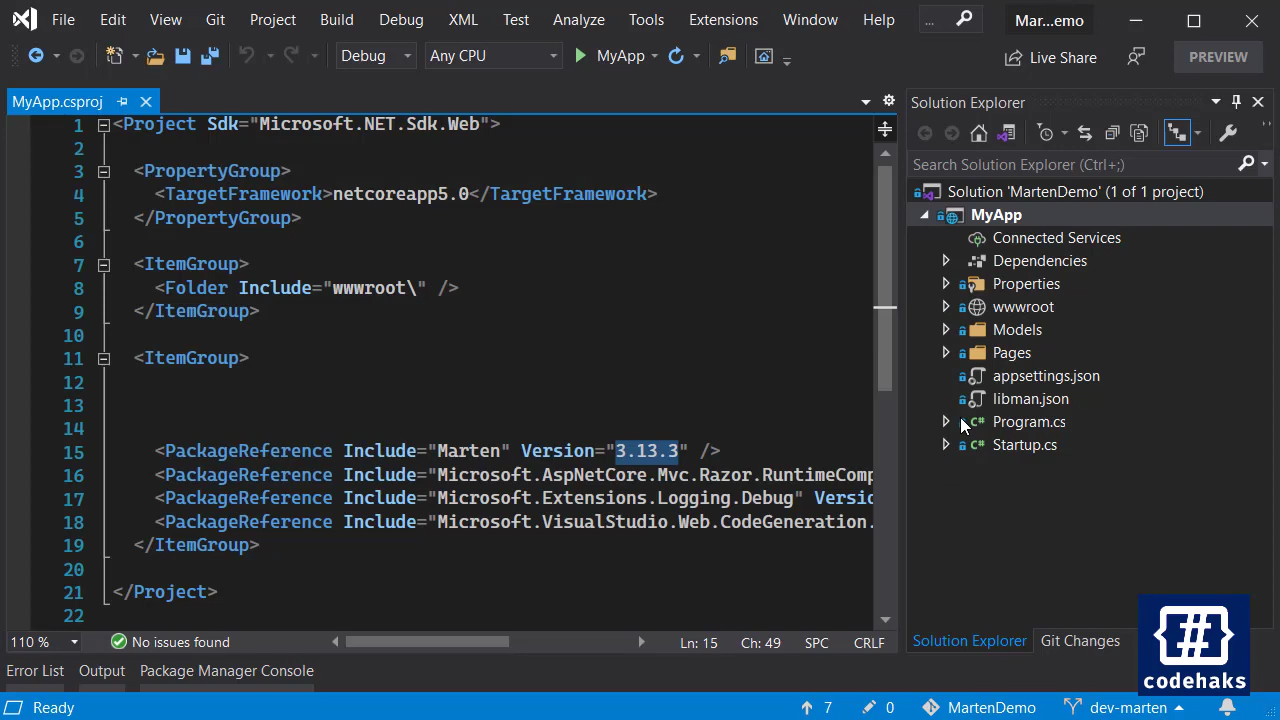 File Edit View Git Project Build Debug XML Test Analyze Tools Extensions Window Help ... Mar...emo
Debug Any CPU MyApp Live Share PREVIEW
MyApp.csproj
1 <Project Sdk="Microsoft.NET.Sdk.Web">
2
3 <PropertyGroup>
4 <TargetFramework>netcoreapp5.0</TargetFramework>
5 </PropertyGroup>
6
7 <ItemGroup>
8 <Folder Include="wwwroot\" />
9 </ItemGroup>
10
11 <ItemGroup>
12
13
14
15 <PackageReference Include="Marten" Version="3.13.3" />
16 <PackageReference Include="Microsoft.AspNetCore.Mvc.Razor.RuntimeComp
17 <PackageReference Include="Microsoft.Extensions.Logging.Debug" Versio
18 <PackageReference Include="Microsoft.VisualStudio.Web.CodeGeneration.
19 </ItemGroup>
20
21 </Project>
22
110 % No issues found Ln: 15 Ch: 49 SPC CRLF
Solution Explorer
Search Solution Explorer (Ctrl+;)
Solution 'MartenDemo' (1 of 1 project)
MyApp
Connected Services
Dependencies
Properties
wwwroot
Models
Pages
appsettings.json
libman.json
C# Program.cs
C# Startup.cs
Solution Explorer Git Changes
{#}
codehaks
Error List Output Package Manager Console
Ready 7 0 MartenDemo dev-marten